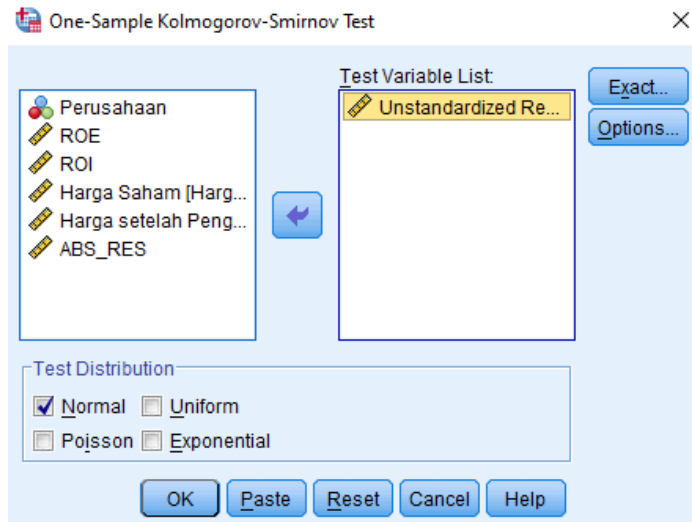 One-Sample Kolmogorov-Smirnov Test
Test Variable List:
Perusahaan
ROE
ROI
Harga Saham [Harg...
Harga setelah Peng...
ABS_RES
Unstandardized Re...
Exact...
Options...
Test Distribution
Normal Uniform
Poisson Exponential
OK Paste Reset Cancel Help